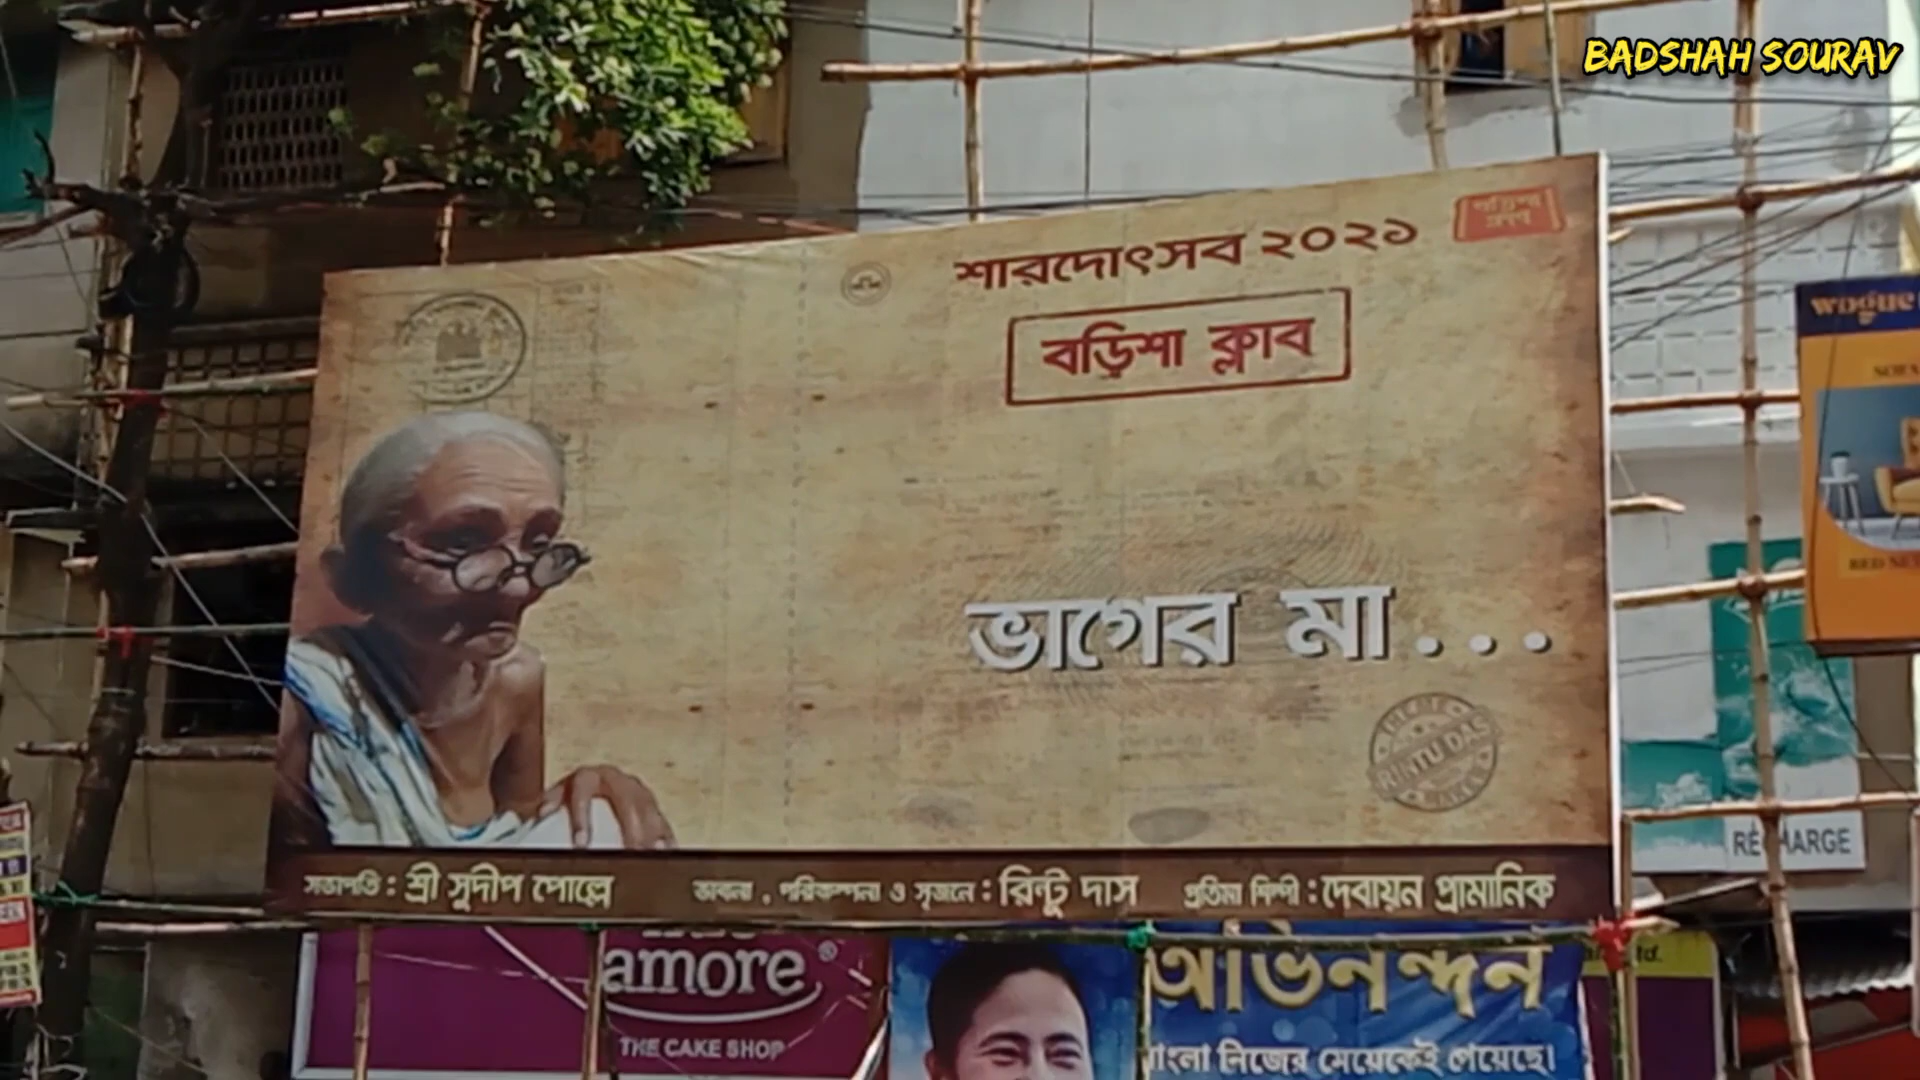 BADSHAH SOURAV
শারদোৎসব ২০২১
বড়িশা ক্লাব
ভাগের মা...
RINTU DAS
সভাপতি : শ্রী সুদীপ পোল্লে
ভাবনা , পরিকল্পনা ও সৃজনে : রিন্টু দাস
প্রতিমা শিল্পী : দেবায়ন প্রামানিক
wogue
RECHARGE
amore®
THE CAKE SHOP
অভিনন্দন
বাংলা নিজের মেয়েকেই পেয়েছে।